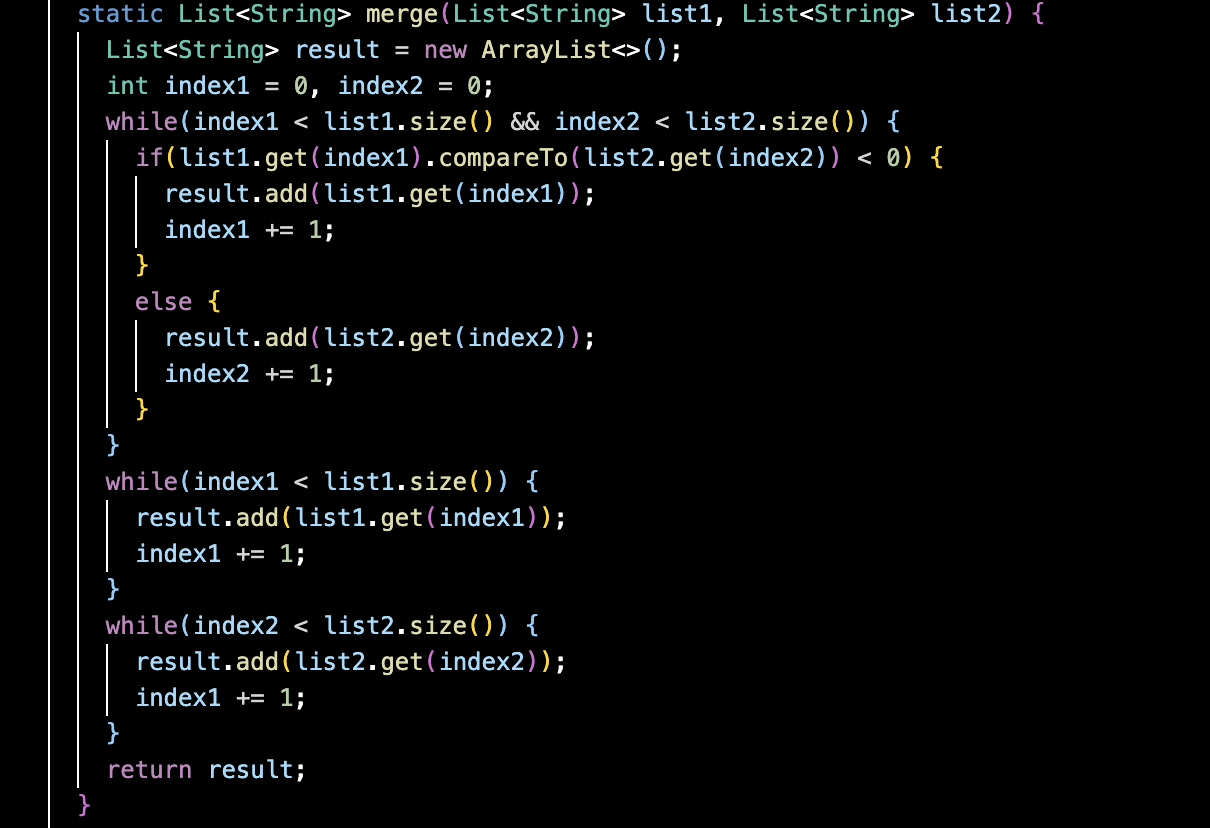 static List<String> merge(List<String> list1, List<String> list2) {
List<String> result = new ArrayList<>();
int index1 = 0, index2 = 0;
while(index1 < list1.size() && index2 < list2.size()) {
if(list1.get(index1).compareTo(list2.get(index2)) < 0) {
result.add(list1.get(index1));
index1 += 1;
}
else {
result.add(list2.get(index2));
index2 += 1;
}
}
while(index1 < list1.size()) {
result.add(list1.get(index1));
index1 += 1;
}
while(index2 < list2.size()) {
result.add(list2.get(index2));
index1 += 1;
}
return result;
}